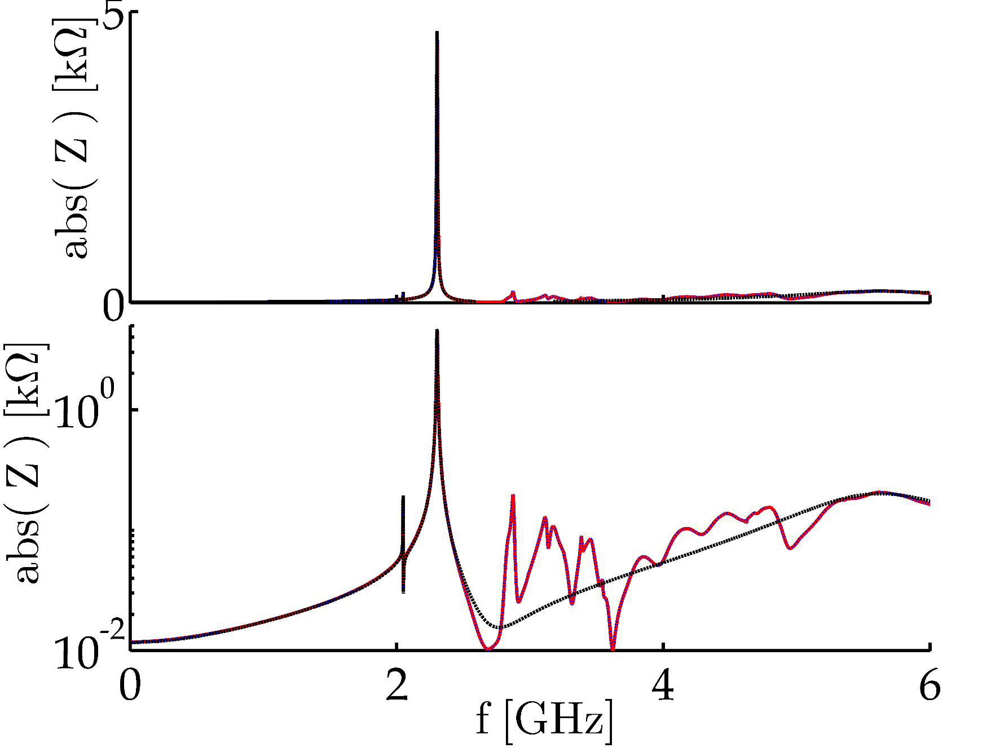 5
abs( Z ) [kΩ]
0
abs( Z ) [kΩ]
10^0
10^-2
0 2 4 6
f [GHz]